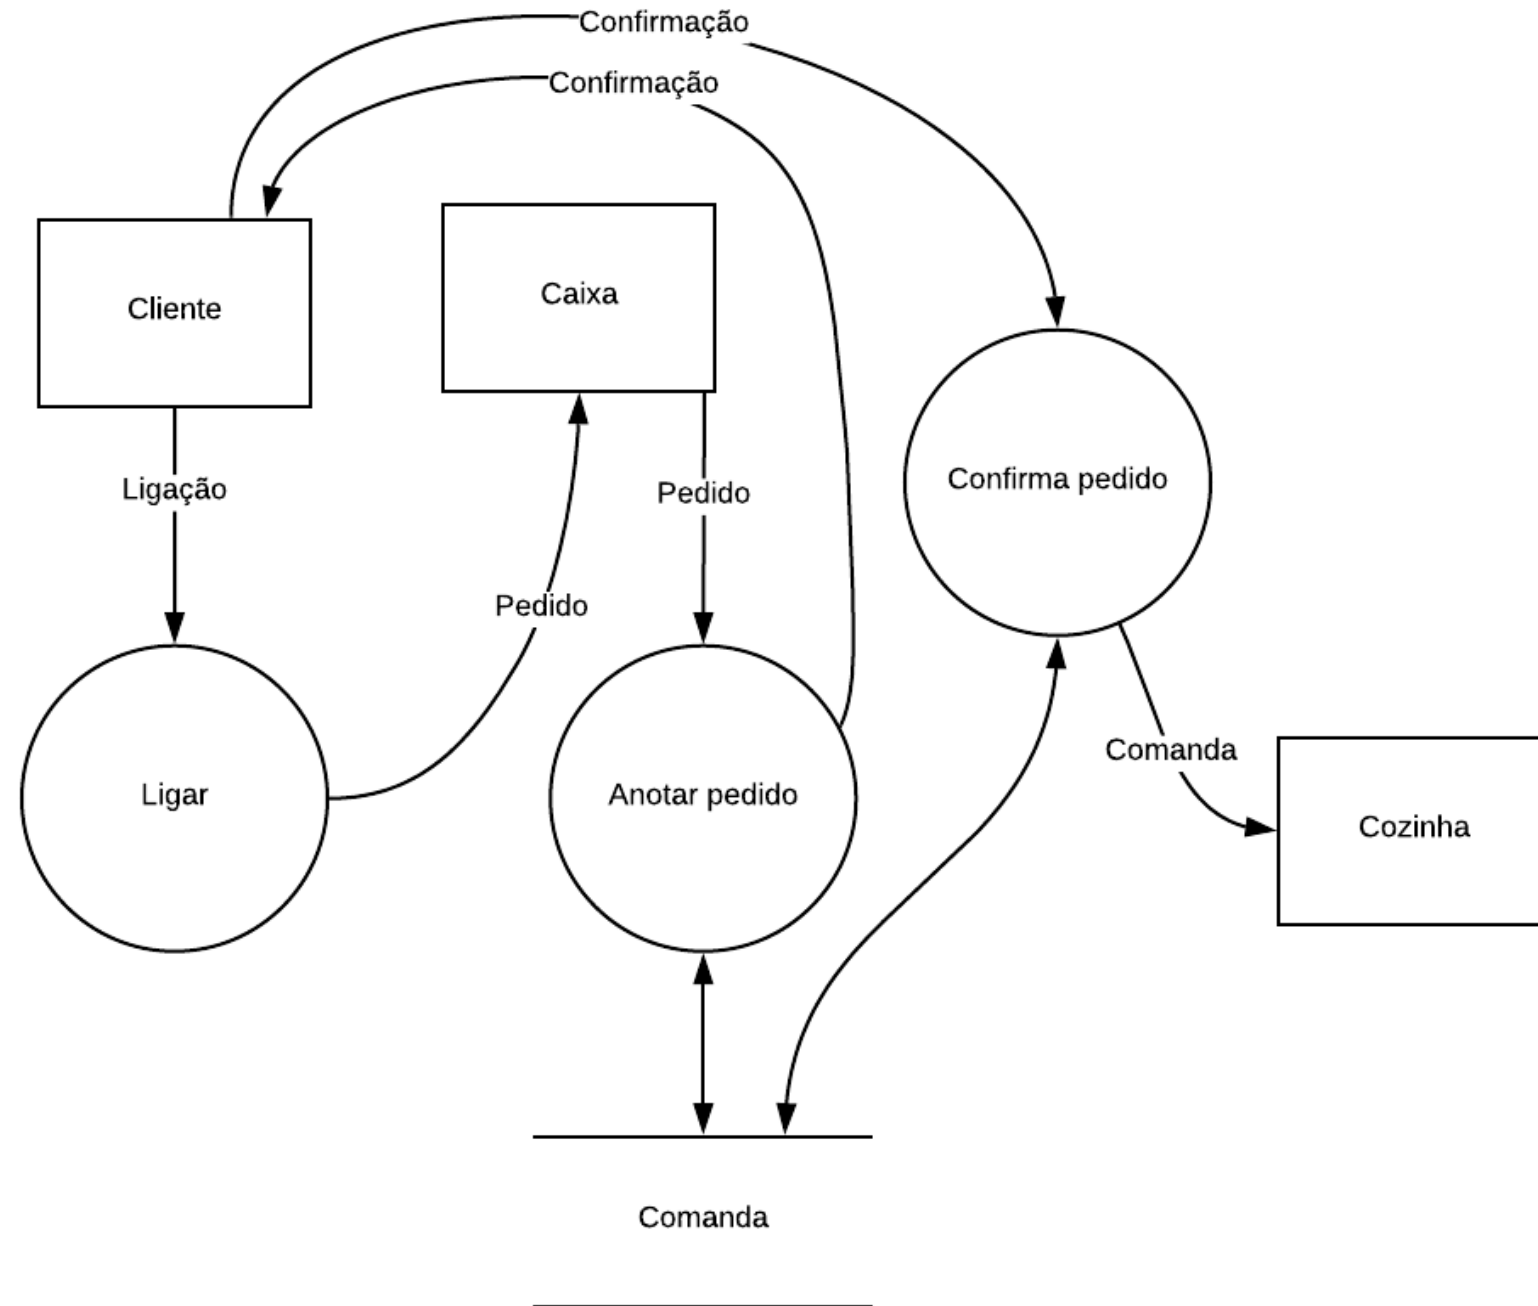 Confirmação
Confirmação
Cliente
Caixa
Ligação
Pedido
Confirma pedido
Pedido
Comanda
Ligar
Anotar pedido
Cozinha
Comanda